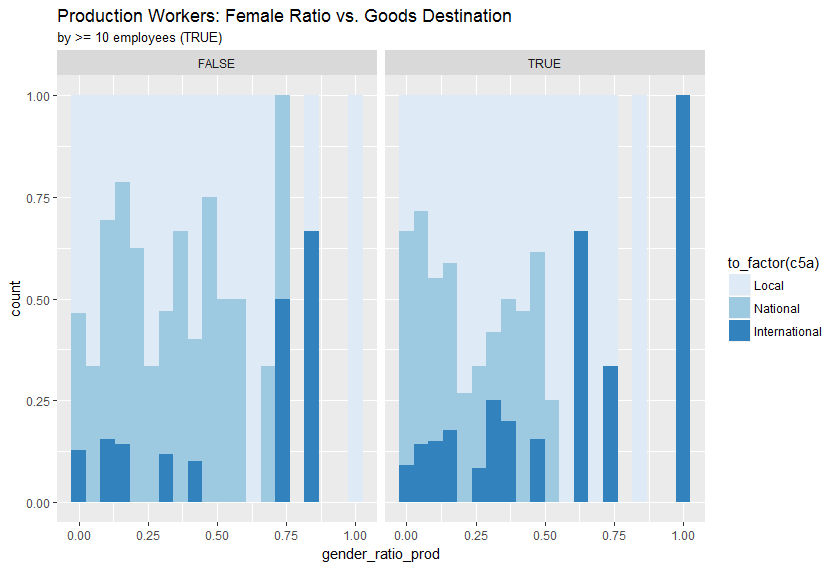 Production Workers: Female Ratio vs. Goods Destination
by >= 10 employees (TRUE)
FALSE
TRUE
1.00
0.75
0.50
0.25
0.00
count
0.00
0.25
0.50
0.75
1.00
0.00
0.25
0.50
0.75
1.00
gender_ratio_prod
to_factor(c5a)
Local
National
International